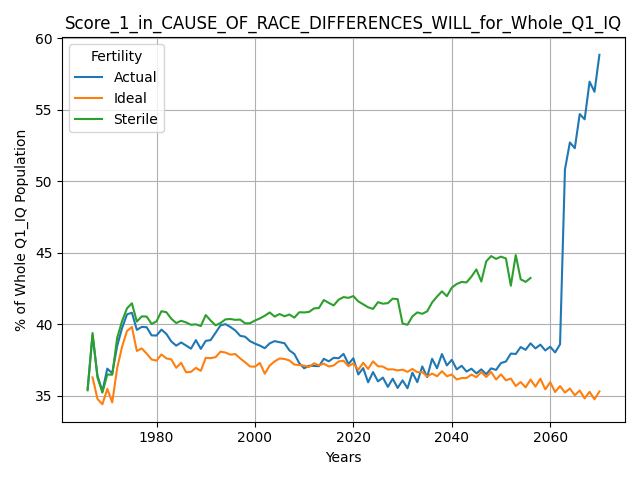 Score_1_in_CAUSE_OF_RACE_DIFFERENCES_WILL_for_Whole_Q1_IQ
Fertility
Actual
Ideal
Sterile
% of Whole Q1_IQ Population
60
55
50
45
40
35
1980
2000
2020
2040
2060
Years